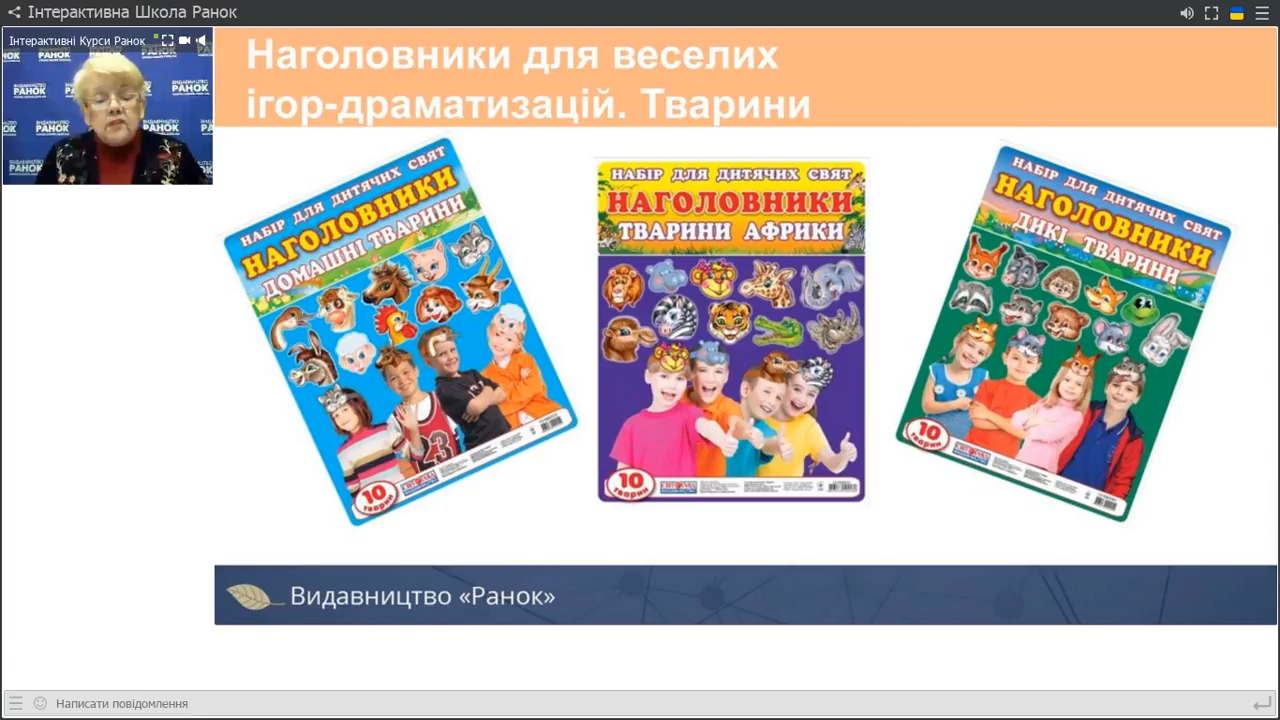 Інтерактивна Школа Ранок
Інтерактивні Курси Ранок
ВИДАВНИЦТВО
РАНОК
Наголовники для веселих
ігор-драматизацій. Тварини
НАБІР ДЛЯ ДИТЯЧИХ СВЯТ
НАГОЛОВНИКИ
ДОМАШНІ ТВАРИНИ
10
тварин
НАБІР ДЛЯ ДИТЯЧИХ СВЯТ
НАГОЛОВНИКИ
ТВАРИНИ АФРИКИ
10
тварин
НАБІР ДЛЯ ДИТЯЧИХ СВЯТ
НАГОЛОВНИКИ
ДИКІ ТВАРИНИ
10
тварин
Видавництво «Ранок»
Написати повідомлення